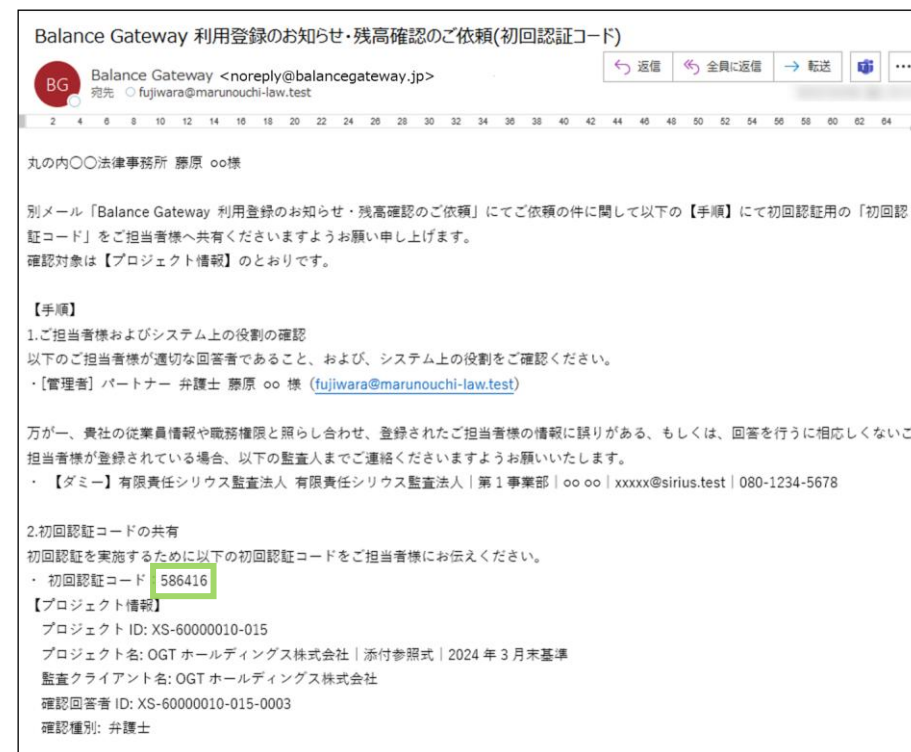 Balance Gateway 利用登録のお知らせ・残高確認のご依頼(初回認証コード)
BG
Balance Gateway <noreply@balancegateway.jp>
宛先 fujiwara@marunouchi-law.test
返信 全員に返信 → 転送 ...
2 4 6 8 10 12 14 16 18 20 22 24 26 28 30 32 34 36 38 40 42 44 46 48 50 52 54 56 58 60 62 64
丸の内〇〇法律事務所 藤原 oo様
別メール「Balance Gateway 利用登録のお知らせ・残高確認のご依頼」にてご依頼の件に関して以下の【手順】にて初回認証用の「初回認
証コード」をご担当者様へ共有くださいますようお願い申し上げます。
確認対象は【プロジェクト情報】のとおりです。
【手順】
1.ご担当者様およびシステム上の役割の確認
以下のご担当者様が適切な回答者であること、および、システム上の役割をご確認ください。
・[管理者] パートナー 弁護士 藤原 oo 様（fujiwara@marunouchi-law.test）
万が一、貴社の従業員情報や職務権限と照らし合わせ、登録されたご担当者様の情報に誤りがある、もしくは、回答を行うに相応しくないご
担当者様が登録されている場合、以下の監査人までご連絡くださいますようお願いいたします。
・ 【ダミー】有限責任シリウス監査法人 有限責任シリウス監査法人｜第１事業部｜oo oo｜xxxxx@sirius.test｜080-1234-5678
2.初回認証コードの共有
初回認証を実施するために以下の初回認証コードをご担当者様にお伝えください。
・ 初回認証コード 586416
【プロジェクト情報】
プロジェクト ID: XS-60000010-015
プロジェクト名: OGT ホールディングス株式会社｜添付参照式｜2024 年 3 月末基準
監査クライアント名: OGT ホールディングス株式会社
確認回答者 ID: XS-60000010-015-0003
確認種別: 弁護士